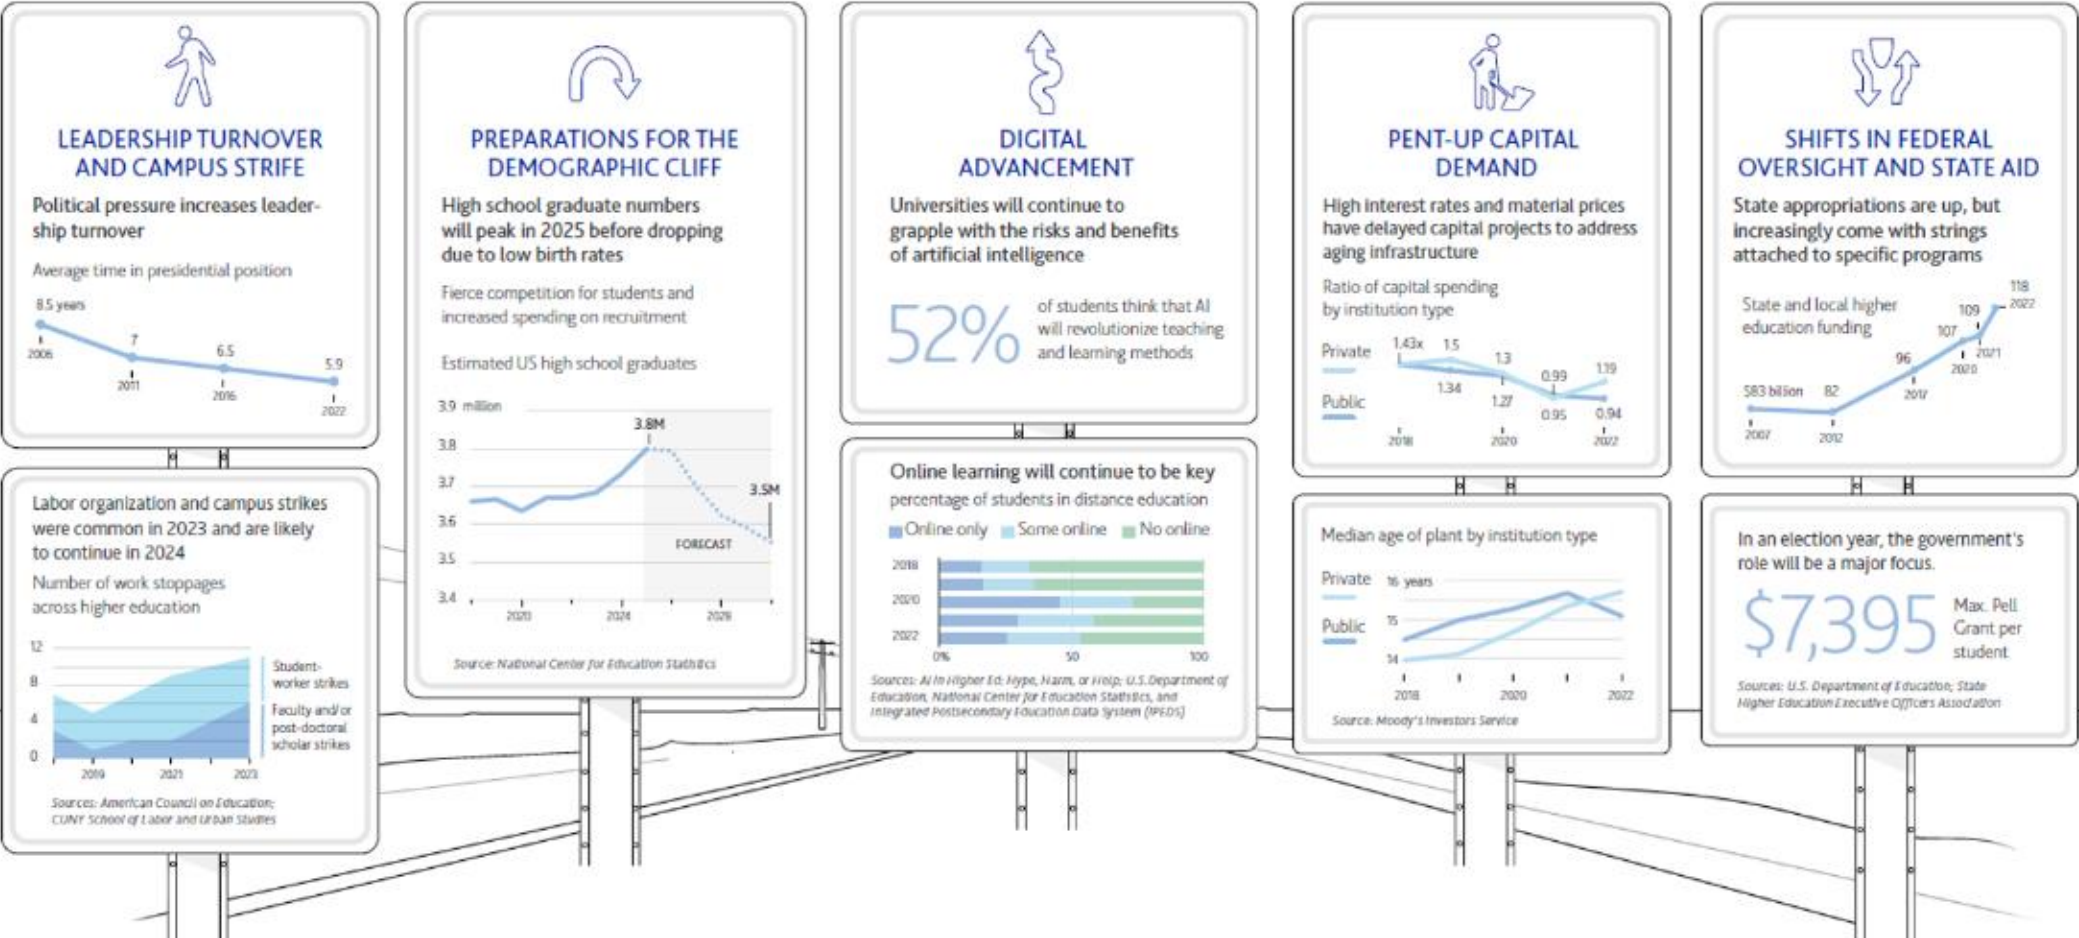 LEADERSHIP TURNOVER
AND CAMPUS STRIFE
Political pressure increases leader-
ship turnover
Average time in presidential position
8.5 years
7
6.5
5.9
2006
2011
2016
2022
Labor organization and campus strikes
were common in 2023 and are likely
to continue in 2024
Number of work stoppages
across higher education
12
8
4
0
2019
2021
2023
Student-
worker strikes
Faculty and/or
post-doctoral
scholar strikes
Sources: American Council on Education;
CUNY School of Labor and Urban Studies
PREPARATIONS FOR THE
DEMOGRAPHIC CLIFF
High school graduate numbers
will peak in 2025 before dropping
due to low birth rates
Fierce competition for students and
increased spending on recruitment
Estimated US high school graduates
3.9 million
3.8
3.7
3.6
3.5
3.4
3.8M
3.5M
FORECAST
2020
2024
2028
Source: National Center for Education Statistics
DIGITAL
ADVANCEMENT
Universities will continue to
grapple with the risks and benefits
of artificial intelligence
52%
of students think that AI
will revolutionize teaching
and learning methods
Online learning will continue to be key
percentage of students in distance education
Online only Some online No online
2018
2020
2022
0% 50 100
Sources: AI In Higher Ed: Hype, Harm, or Help; U.S. Department of
Education, National Center for Education Statistics, and
Integrated Postsecondary Education Data System (IPEDS)
PENT-UP CAPITAL
DEMAND
High interest rates and material prices
have delayed capital projects to address
aging infrastructure
Ratio of capital spending
by institution type
Private
Public
1.43x
1.5
1.3
0.99
1.19
1.34
1.27
0.95
0.94
2018
2020
2022
Median age of plant by institution type
Private
Public
16 years
15
14
2018
2020
2022
Source: Moody's Investors Service
SHIFTS IN FEDERAL
OVERSIGHT AND STATE AID
State appropriations are up, but
increasingly come with strings
attached to specific programs
State and local higher
education funding
$83 billion
82
96
107
109
118
2007
2012
2017
2020
2021
2022
In an election year, the government's
role will be a major focus.
$7,395
Max. Pell
Grant per
student
Sources: U.S. Department of Education; State
Higher Education Executive Officers Association